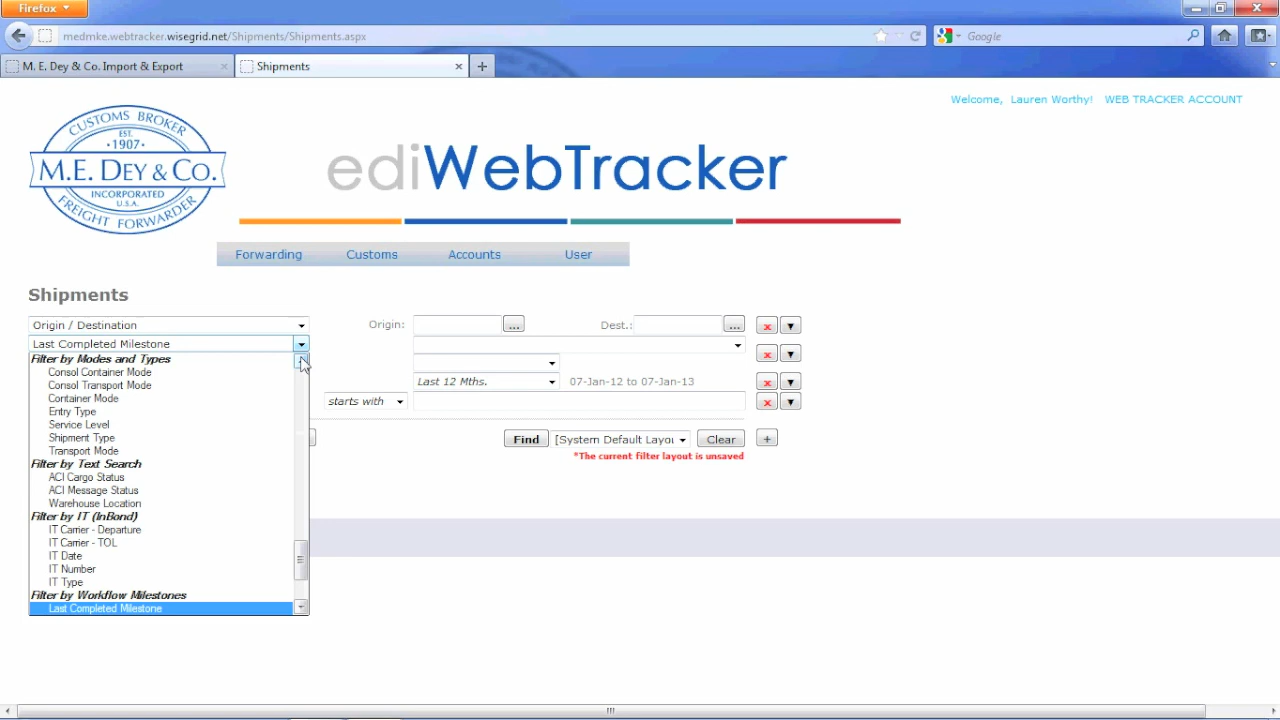 Firefox
medmke.webtracker.wisegrid.net/Shipments/Shipments.aspx
Google
M. E. Dey & Co. Import & Export
Shipments
Welcome, Lauren Worthy! WEB TRACKER ACCOUNT
CUSTOMS BROKER
EST.
·1907·
M.E. DEY & CO.
INCORPORATED
U.S.A.
FREIGHT FORWARDER
ediWebTracker
Forwarding Customs Accounts User
Shipments
Origin / Destination Origin: ... Dest.: ... x
Last Completed Milestone x
Filter by Modes and Types
Consol Container Mode
Consol Transport Mode Last 12 Mths. 07-Jan-12 to 07-Jan-13 x
Container Mode starts with x
Entry Type
Service Level
Shipment Type Find [System Default Layou Clear +
Transport Mode *The current filter layout is unsaved
Filter by Text Search
ACI Cargo Status
ACI Message Status
Warehouse Location
Filter by IT (InBond)
IT Carrier - Departure
IT Carrier - TOL
IT Date
IT Number
IT Type
Filter by Workflow Milestones
Last Completed Milestone